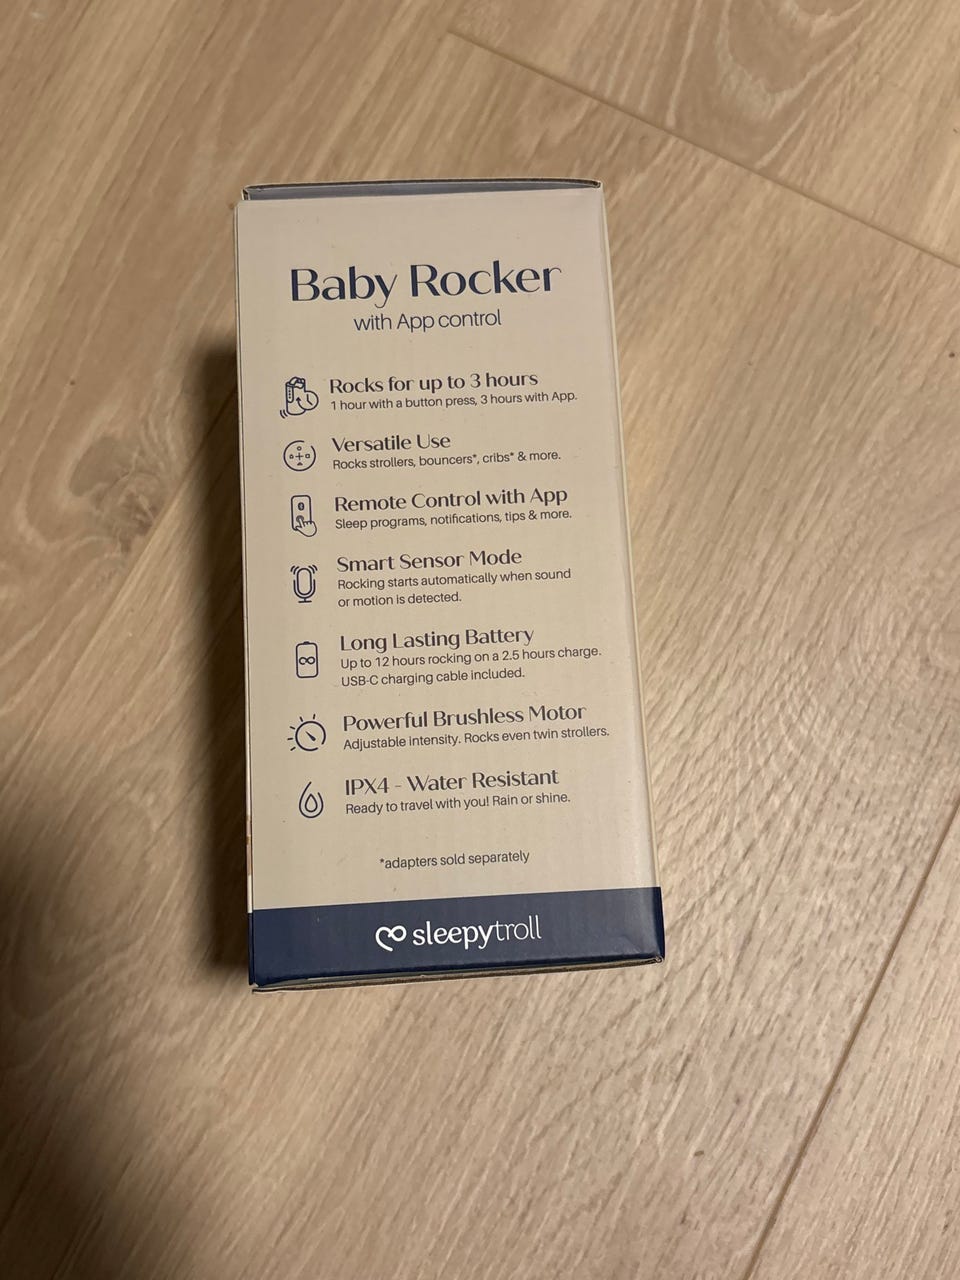 Baby Rocker
with App control
Rocks for up to 3 hours
1 hour with a button press, 3 hours with App.
Versatile Use
Rocks strollers, bouncers*, cribs* & more.
Remote Control with App
Sleep programs, notifications, tips & more.
Smart Sensor Mode
Rocking starts automatically when sound
or motion is detected.
Long Lasting Battery
Up to 12 hours rocking on a 2.5 hours charge.
USB-C charging cable included.
Powerful Brushless Motor
Adjustable intensity. Rocks even twin strollers.
IPX4 - Water Resistant
Ready to travel with you! Rain or shine.
*adapters sold separately
sleepytroll